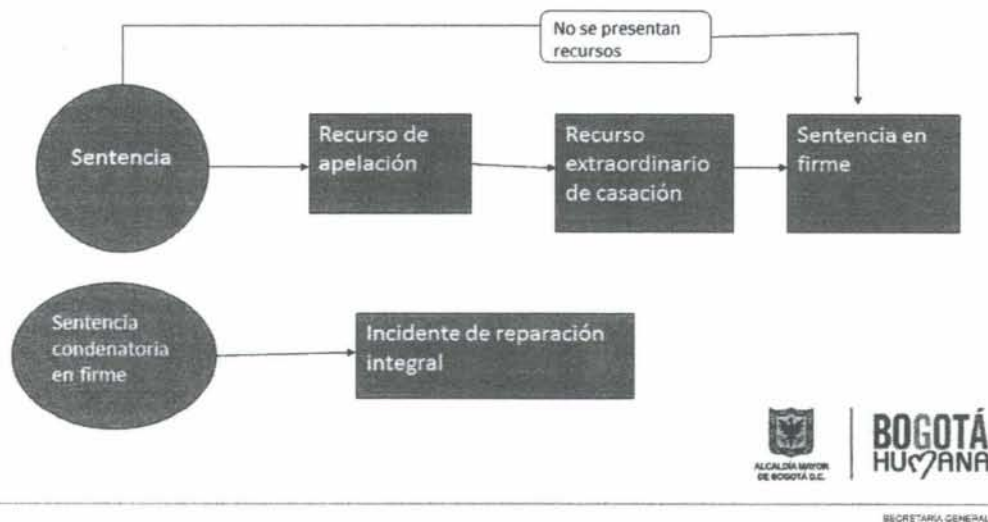 No se presentan
recursos
Sentencia
Recurso de
apelación
Recurso
extraordinario
de casación
Sentencia en
firme
Sentencia
condenatoria
en firme
Incidente de reparación
integral
ALCALDÍA MAYOR
DE BOGOTÁ D.C.
BOGOTÁ
HUMANA
SECRETARÍA GENERAL